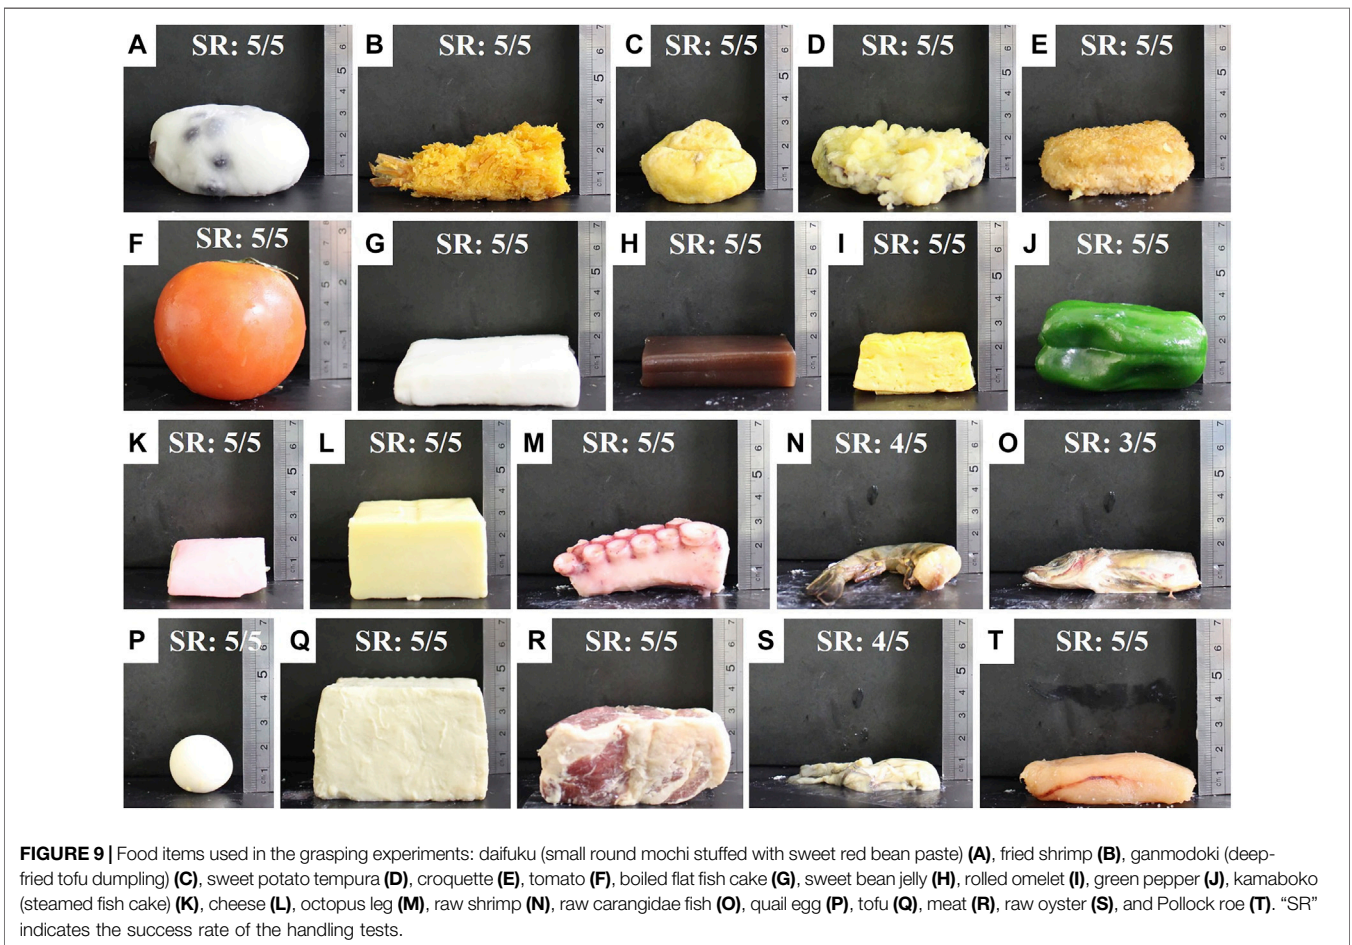 A SR: 5/5
B SR: 5/5
C SR: 5/5
D SR: 5/5
E SR: 5/5
F SR: 5/5
G SR: 5/5
H SR: 5/5
I SR: 5/5
J SR: 5/5
K SR: 5/5
L SR: 5/5
M SR: 5/5
N SR: 4/5
O SR: 3/5
P SR: 5/5
Q SR: 5/5
R SR: 5/5
S SR: 4/5
T SR: 5/5
FIGURE 9 | Food items used in the grasping experiments: daifuku (small round mochi stuffed with sweet red bean paste) (A), fried shrimp (B), ganmodoki (deep-
fried tofu dumpling) (C), sweet potato tempura (D), croquette (E), tomato (F), boiled flat fish cake (G), sweet bean jelly (H), rolled omelet (I), green pepper (J), kamaboko
(steamed fish cake) (K), cheese (L), octopus leg (M), raw shrimp (N), raw carangidae fish (O), quail egg (P), tofu (Q), meat (R), raw oyster (S), and Pollock roe (T). “SR”
indicates the success rate of the handling tests.